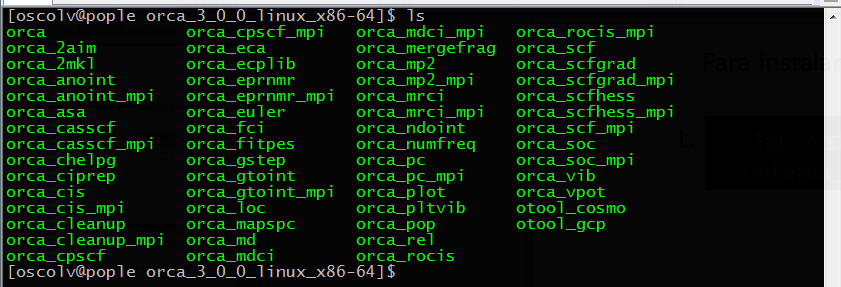 [oscolv@pople orca_3_0_0_linux_x86-64]$ ls
orca orca_cpscf_mpi orca_mdci_mpi orca_rocis_mpi
orca_2aim orca_eca orca_mergefrag orca_scf
orca_2mkl orca_ecplib orca_mp2 orca_scfgrad
orca_anoint orca_eprnmr orca_mp2_mpi orca_scfgrad_mpi
orca_anoint_mpi orca_eprnmr_mpi orca_mrci orca_scfhess
orca_asa orca_euler orca_mrci_mpi orca_scfhess_mpi
orca_casscf orca_fci orca_ndoint orca_scf_mpi
orca_casscf_mpi orca_fitpes orca_numfreq orca_soc
orca_chelpg orca_gstep orca_pc orca_soc_mpi
orca_ciprep orca_gtoint orca_pc_mpi orca_vib
orca_cis orca_gtoint_mpi orca_plot orca_vpot
orca_cis_mpi orca_loc orca_pltvib otool_cosmo
orca_cleanup orca_mapspc orca_pop otool_gcp
orca_cleanup_mpi orca_md orca_rel
orca_cpscf orca_mdci orca_rocis
[oscolv@pople orca_3_0_0_linux_x86-64]$
Para instalar
1.